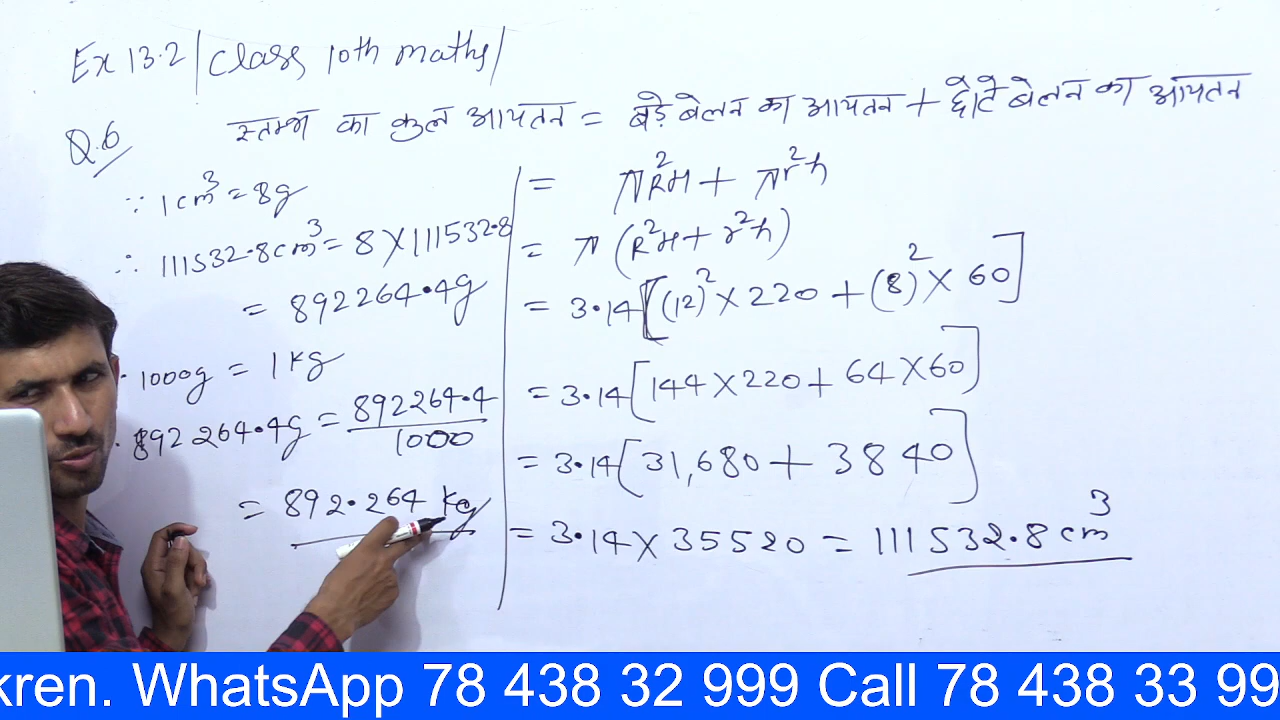 Ex 13.2 | Class 10th maths |
Q.6 स्तम्भ का कुल आयतन = बड़े बेलन का आयतन + छोटे बेलन का आयतन
∵ 1cm³ = 8g
∴ 111532.8cm³ = 8 X 111532.8
= 892264.4g
1000g = 1 Kg
892264.4g = 892264.4 / 1000
= 892.264 Kg
= πR²H + πr²h
= π (R²H + r²h)
= 3.14 [(12)² X 220 + (8)² X 60]
= 3.14 [144 X 220 + 64 X 60]
= 3.14 [31,680 + 3840]
= 3.14 X 35520 = 111532.8 cm³
kren. WhatsApp 78 438 32 999 Call 78 438 33 99